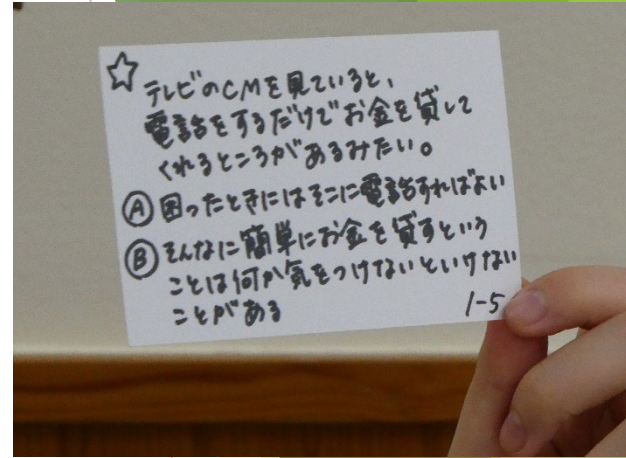 ☆ テレビのCMを見ていると、
電話をするだけでお金を貸して
くれるところがあるみたい。
Ⓐ 困ったときにはそこに電話すればよい
Ⓑ そんなに簡単にお金を貸すという
ことは何か気をつけないといけない
ことがある
1-5